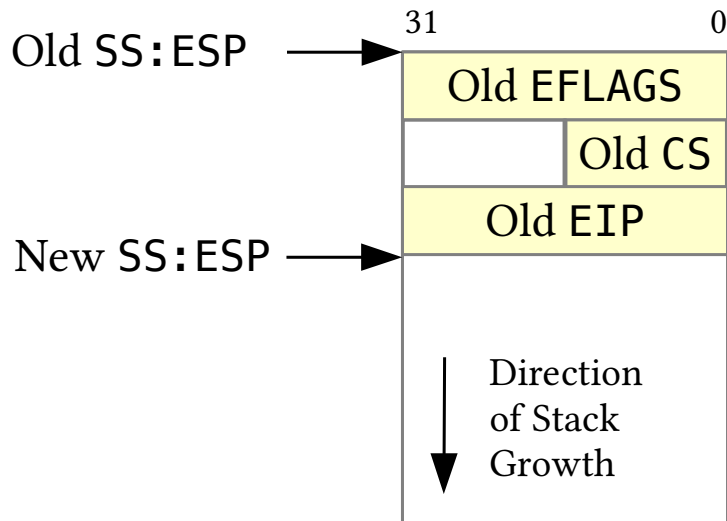 31 0
Old SS:ESP
Old EFLAGS
Old CS
Old EIP
New SS:ESP
Direction
of Stack
Growth